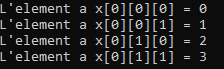 L'element a x[0][0][0] = 0
L'element a x[0][0][1] = 1
L'element a x[0][1][0] = 2
L'element a x[0][1][1] = 3